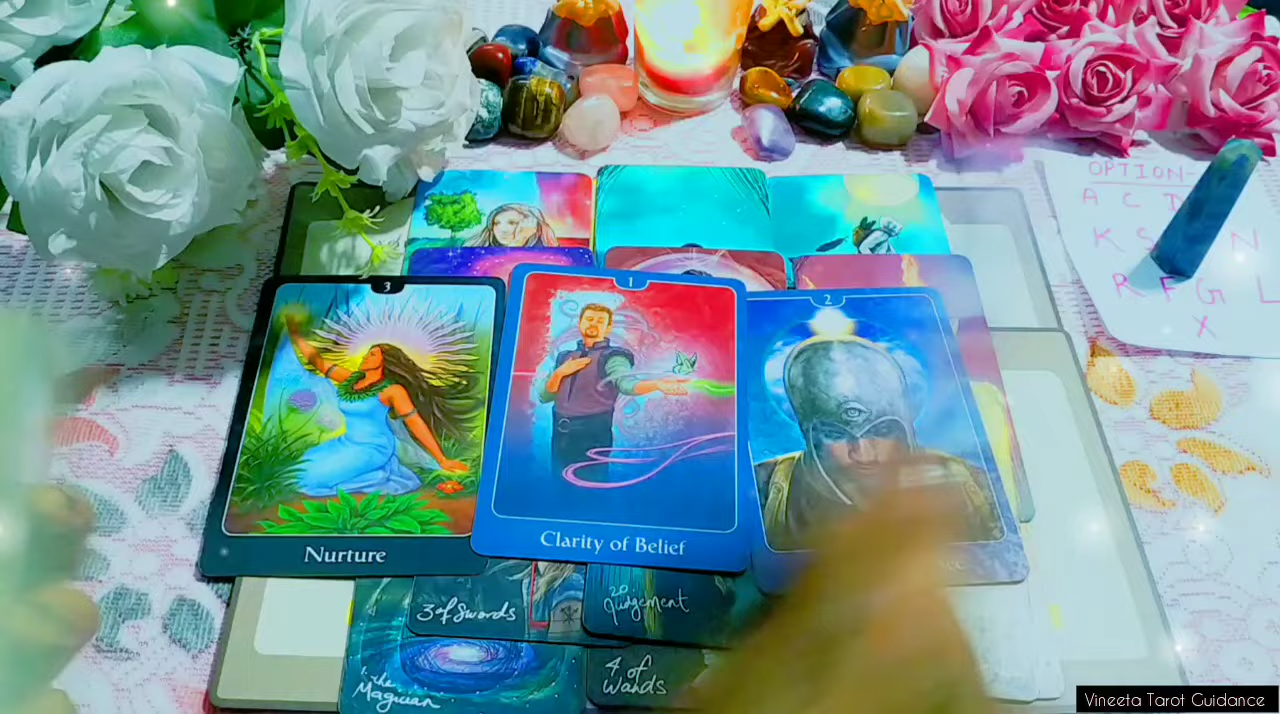 OPTION-
A C
K S N
R F G L
X
3
1
2
Nurture
Clarity of Belief
3 of Swords
20
Judgement
1 the
Magician
4 of
Wands
Vineeta Tarot Guidance